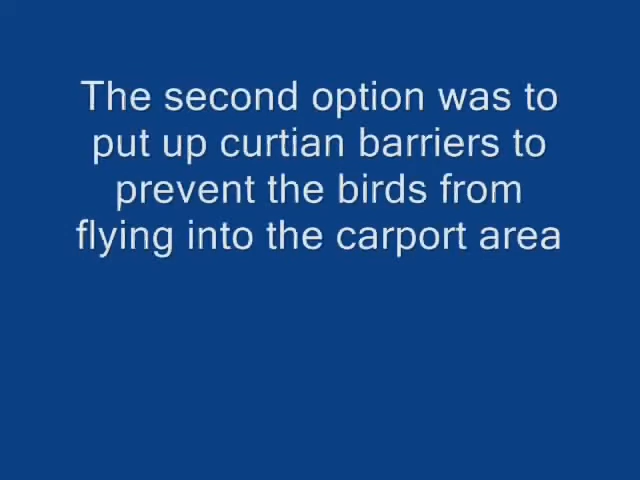 The second option was to
put up curtian barriers to
prevent the birds from
flying into the carport area